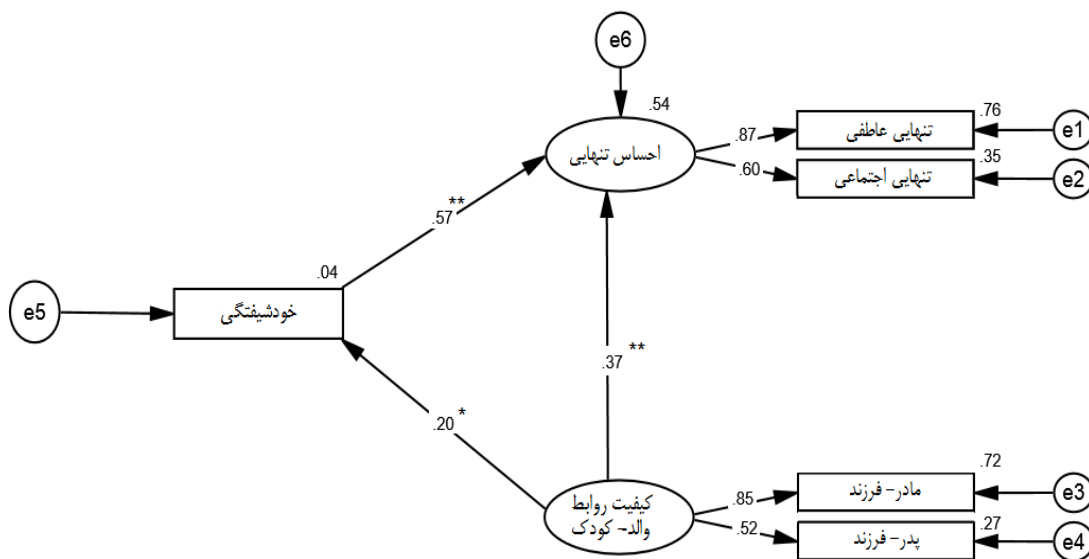 e6
.54
.76
تنهایی عاطفی
e1
.87
.35
.60
تنهایی اجتماعی
e2
احساس تنهایی
**
.57
.04
خودشیفتگی
e5
.37 **
.20 *
.72
مادر- فرزند
e3
.85
کیفیت روابط
والد- کودک
.52
.27
پدر- فرزند
e4